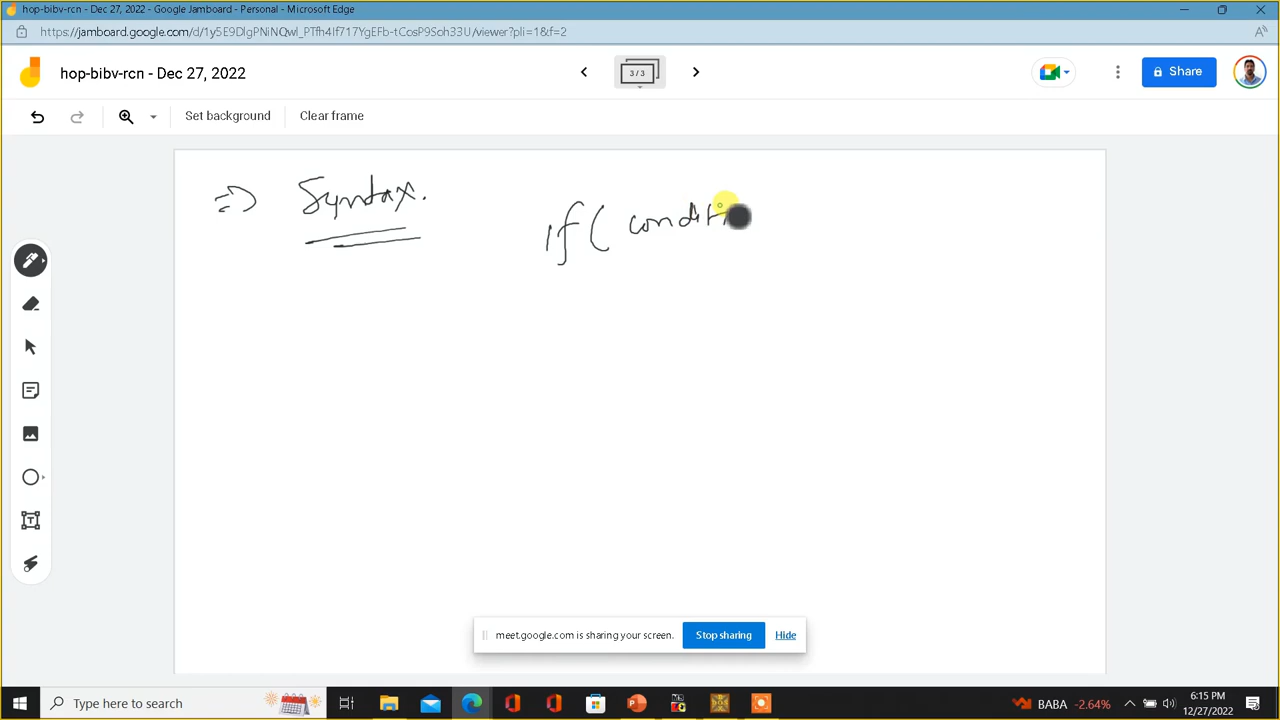 hop-bibv-rcn - Dec 27, 2022 - Google Jamboard - Personal - Microsoft Edge
https://jamboard.google.com/d/1y5E9DlgPNiNQwl_PTfh4If717YgEFb-tCosP9Soh33U/viewer?pli=1&f=2
hop-bibv-rcn - Dec 27, 2022
3/3
Share
Set background
Clear frame
=> Syntax.
if ( conditi
meet.google.com is sharing your screen.
Stop sharing
Hide
Type here to search
BABA -2.64%
6:15 PM
12/27/2022